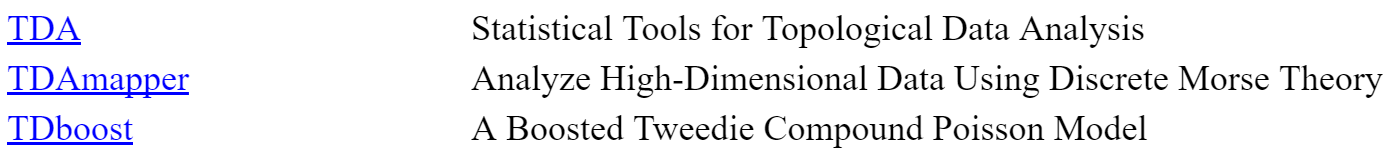 TDA Statistical Tools for Topological Data Analysis
TDAmapper Analyze High-Dimensional Data Using Discrete Morse Theory
TDboost A Boosted Tweedie Compound Poisson Model